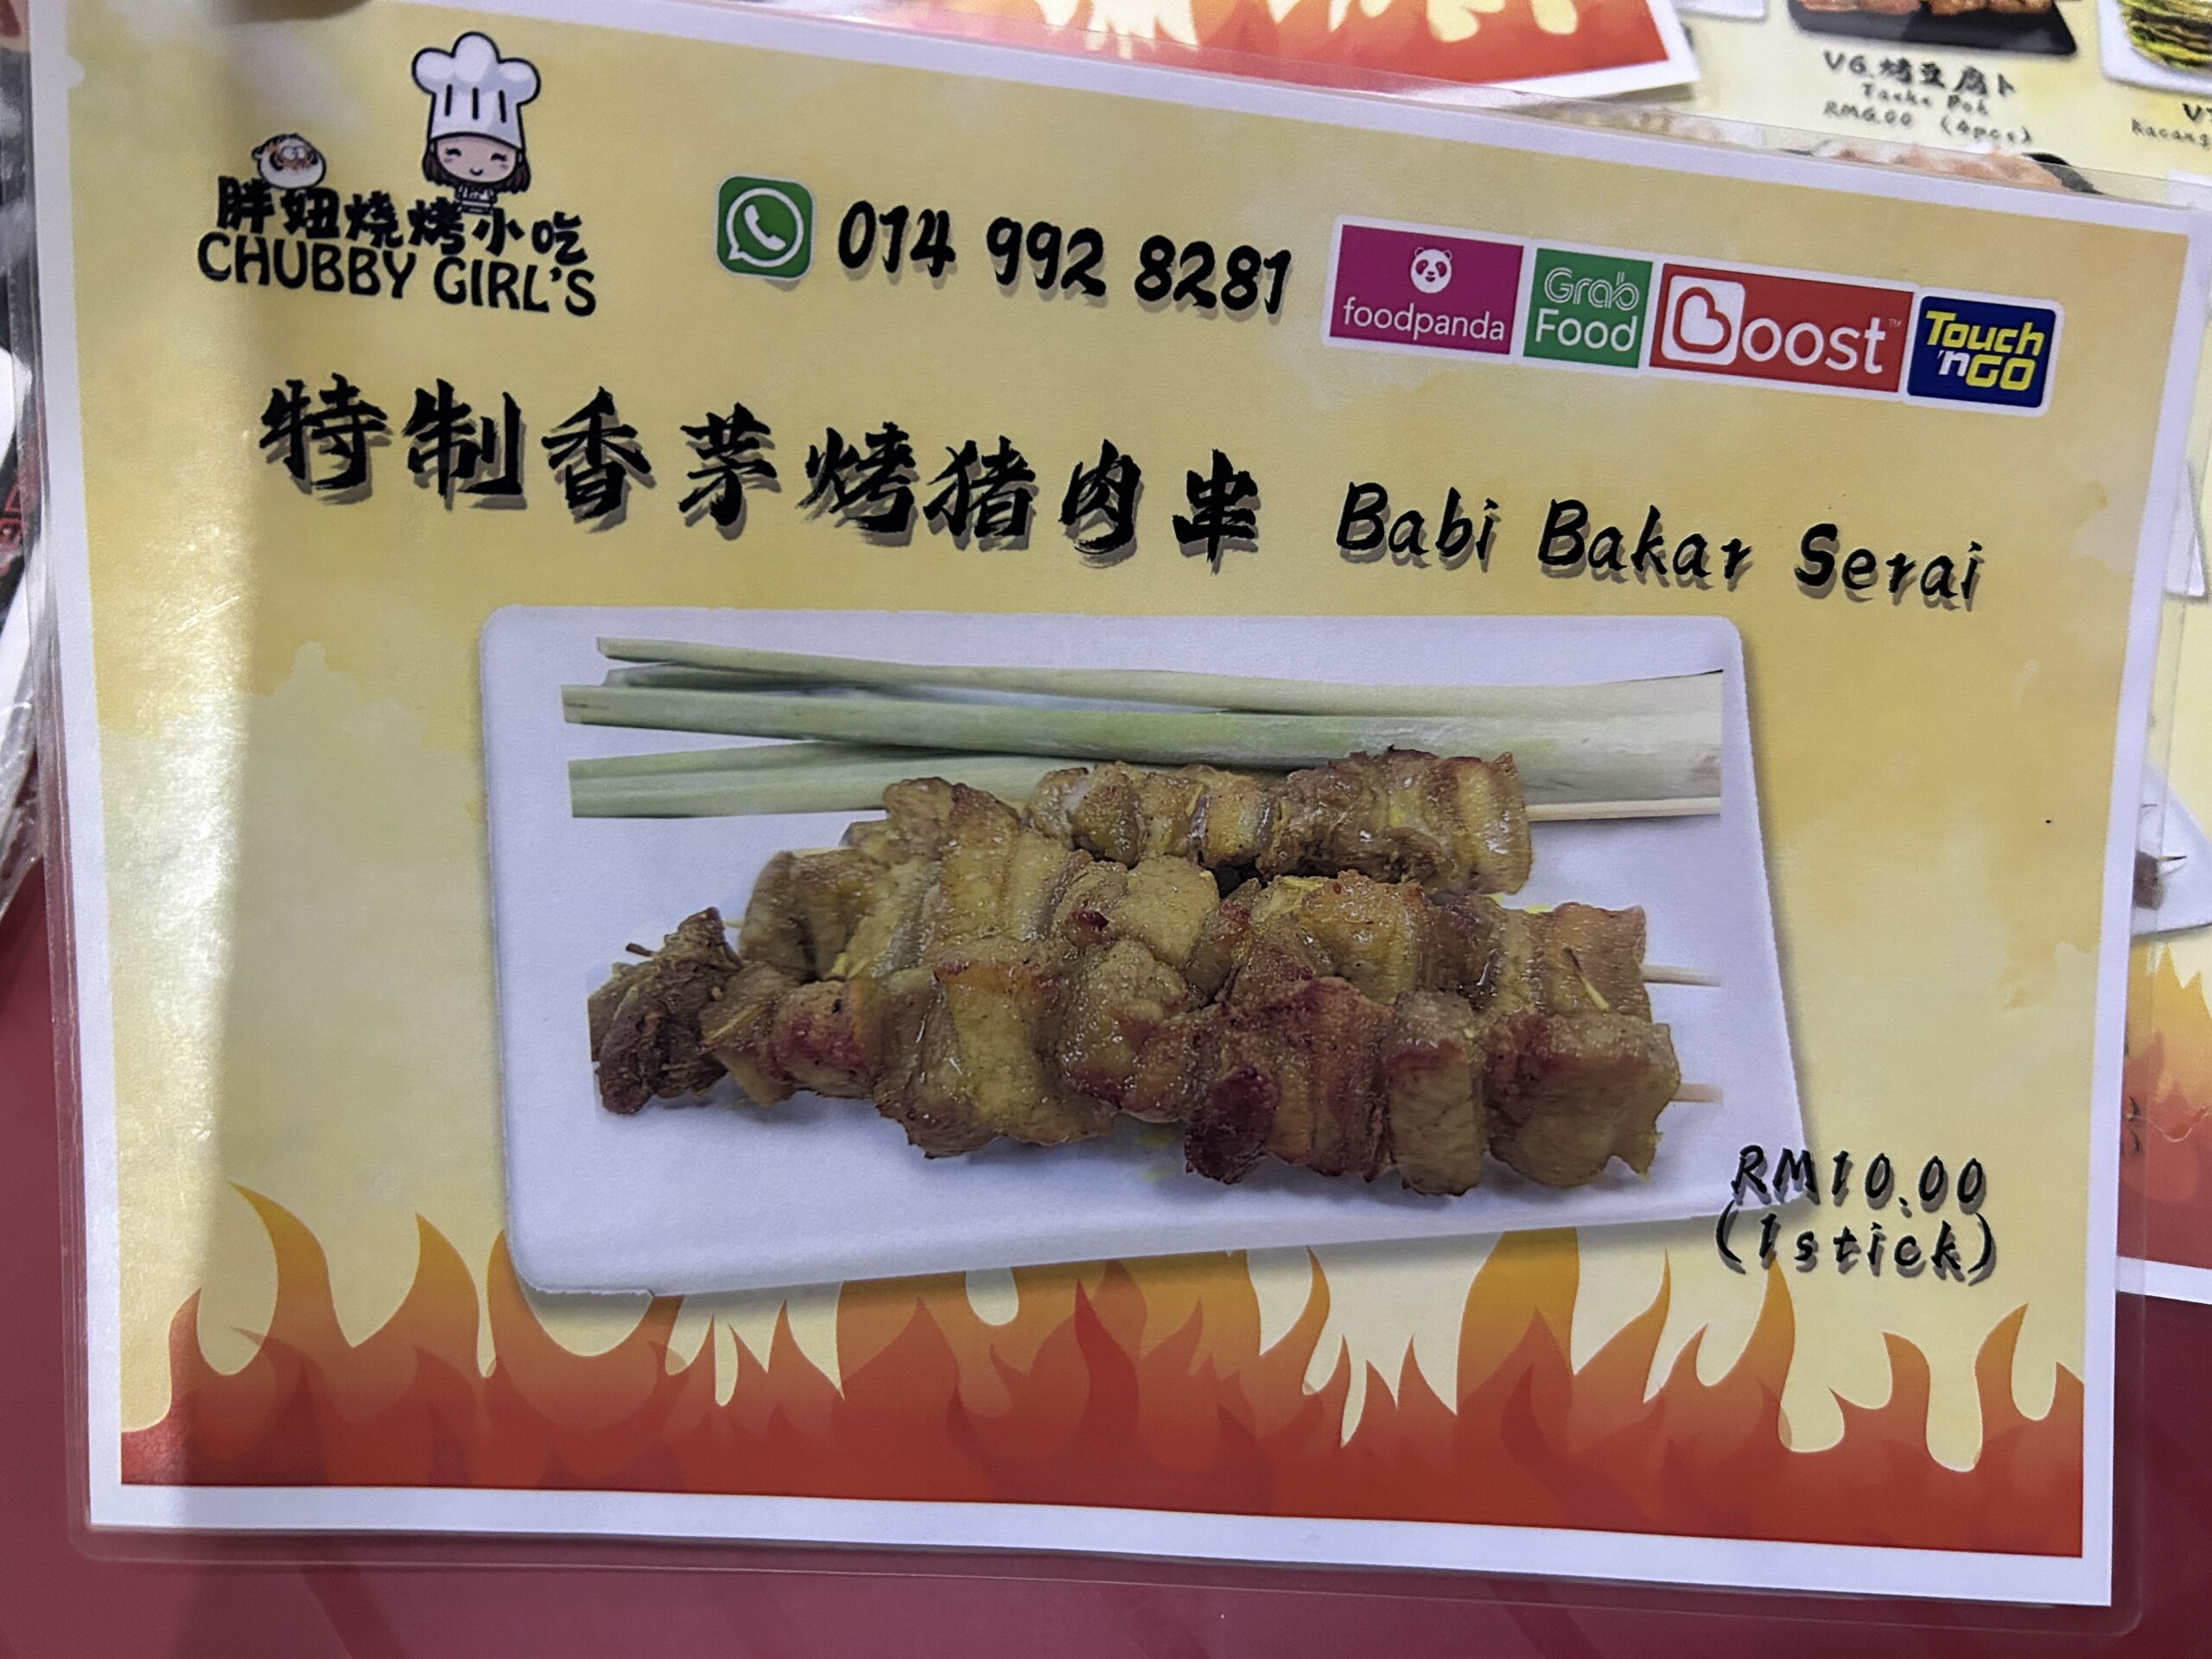 胖妞燒烤小吃
CHUBBY GIRL'S
014 992 8281
foodpanda
Grab
Food
Boost™
Touch
'n GO
特制香茅烤猪肉串 Babi Bakar Serai
RM10.00
(1stick)
V6.烤豆腐卜
Tauke Pok
RM6.00 (4pcs)